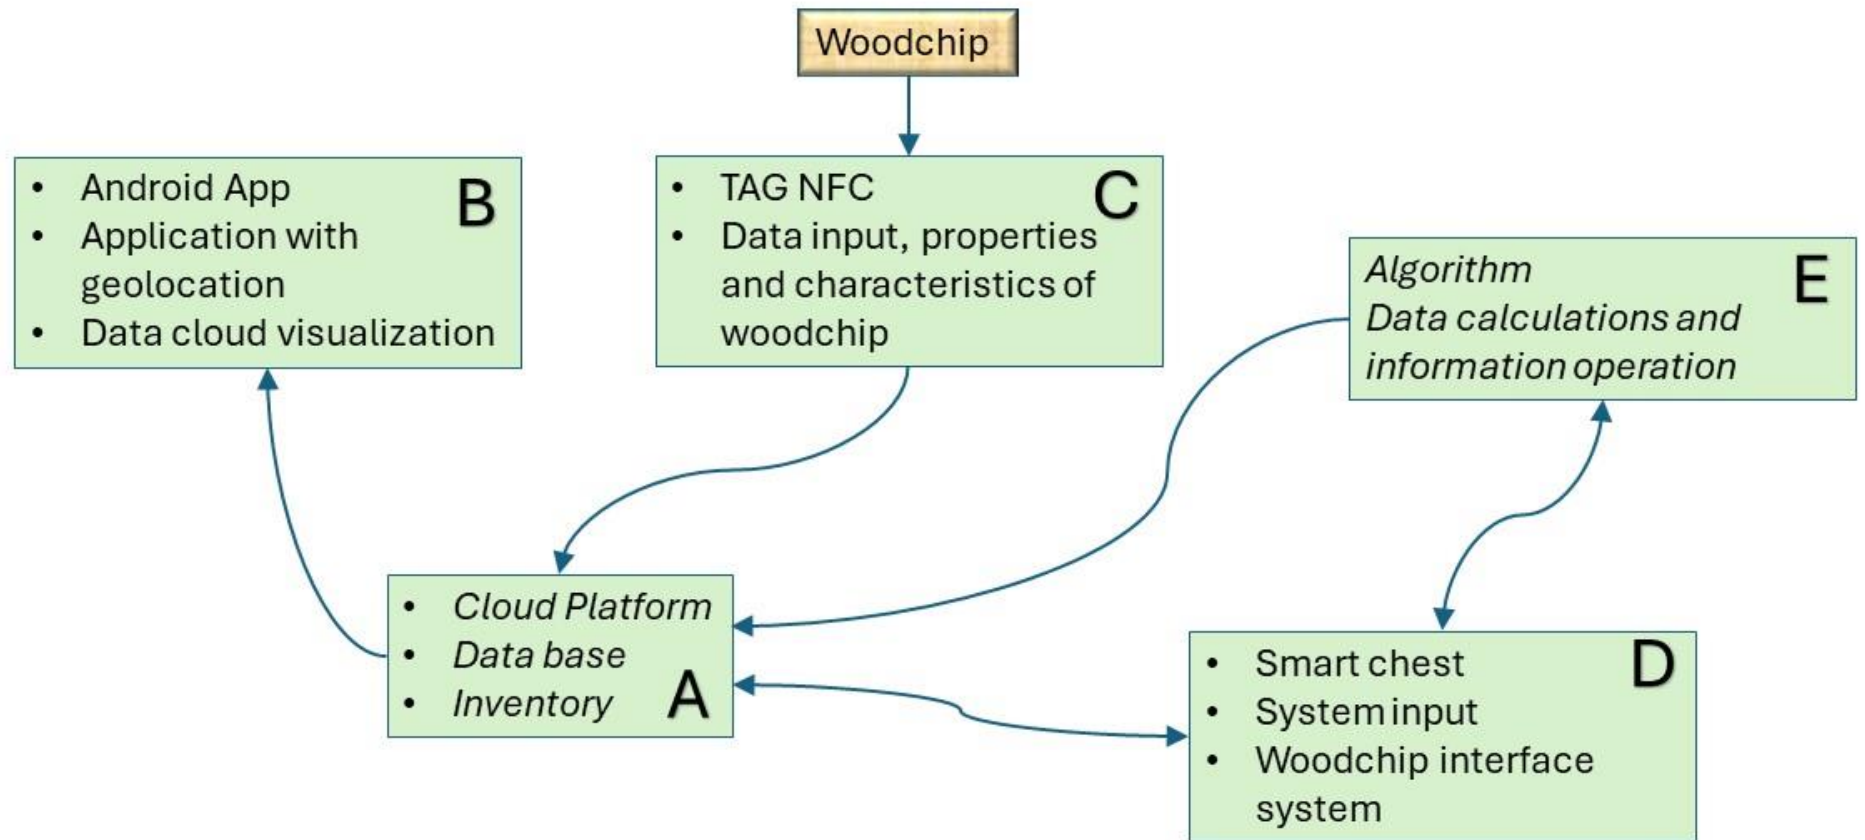 Woodchip
• Android App
• Application with
geolocation
• Data cloud visualization
B
• TAG NFC
• Data input, properties
and characteristics of
woodchip
C
Algorithm
Data calculations and
information operation
E
• Cloud Platform
• Data base
• Inventory
A
• Smart chest
• System input
• Woodchip interface
system
D